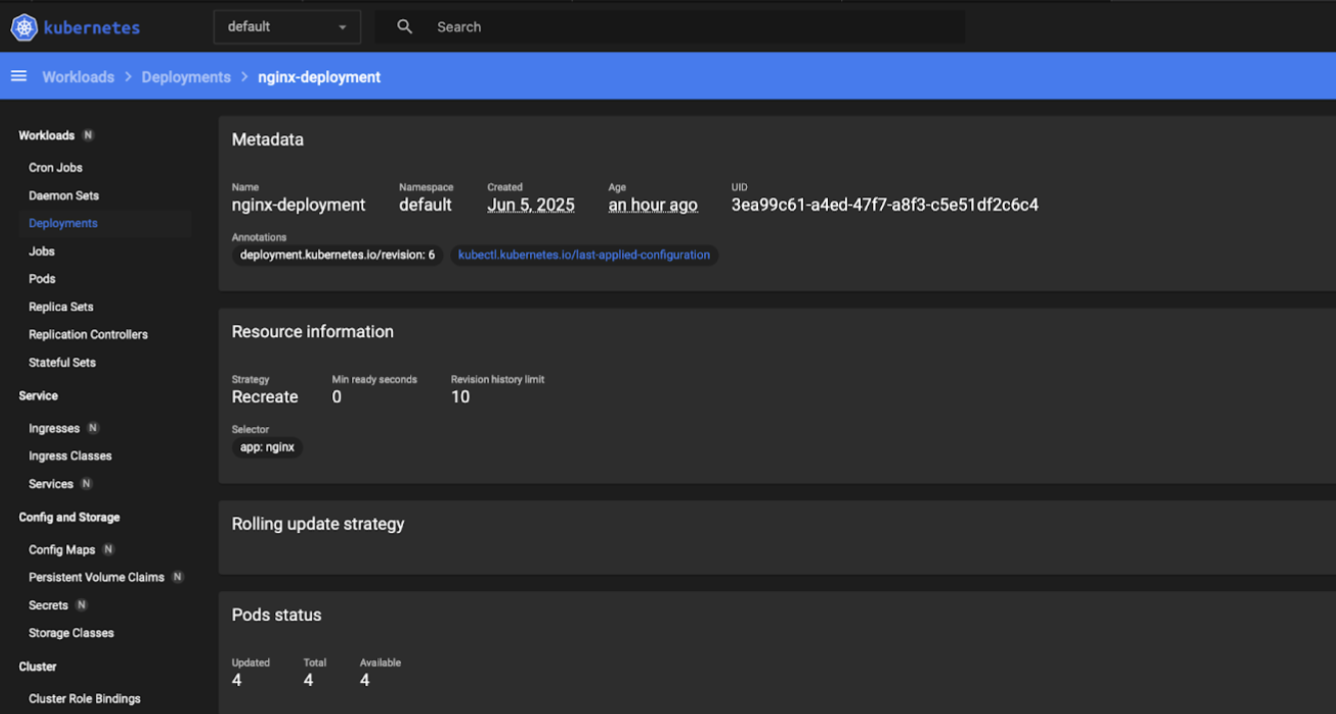 kubernetes
default
Search
Workloads > Deployments > nginx-deployment
Workloads N
Cron Jobs
Daemon Sets
Deployments
Jobs
Pods
Replica Sets
Replication Controllers
Stateful Sets
Service
Ingresses N
Ingress Classes
Services N
Config and Storage
Config Maps N
Persistent Volume Claims N
Secrets N
Storage Classes
Cluster
Cluster Role Bindings
Metadata
Name Namespace Created Age UID
nginx-deployment default Jun 5, 2025 an hour ago 3ea99c61-a4ed-47f7-a8f3-c5e51df2c6c4
Annotations
deployment.kubernetes.io/revision: 6 kubectl.kubernetes.io/last-applied-configuration
Resource information
Strategy Min ready seconds Revision history limit
Recreate 0 10
Selector
app: nginx
Rolling update strategy
Pods status
Updated Total Available
4 4 4